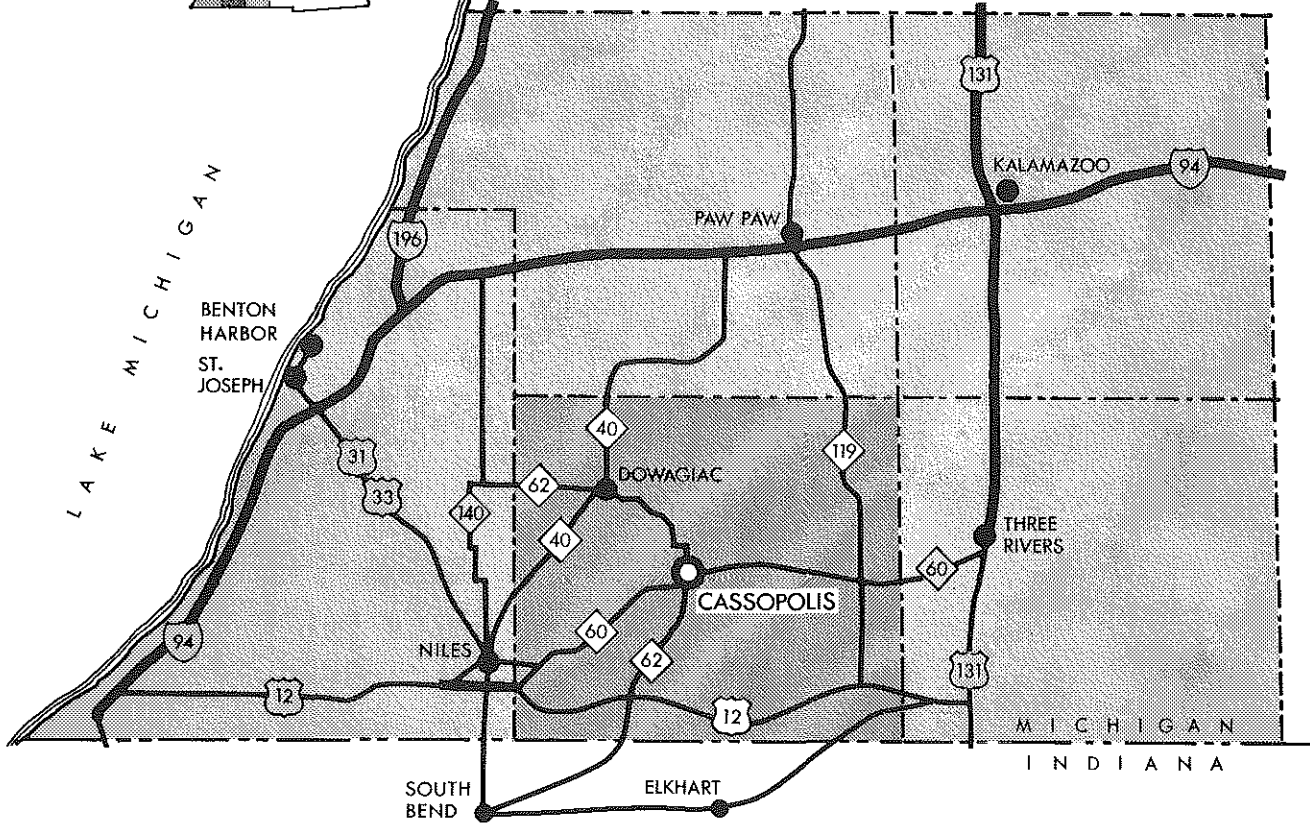 131
KALAMAZOO
94
PAW PAW
196
LAKE MICHIGAN
BENTON
HARBOR
ST.
JOSEPH
40
119
31
DOWAGIAC
62
33
140
40
THREE
RIVERS
60
CASSOPOLIS
60
94
NILES
62
131
12
12
MICHIGAN
INDIANA
SOUTH
BEND
ELKHART